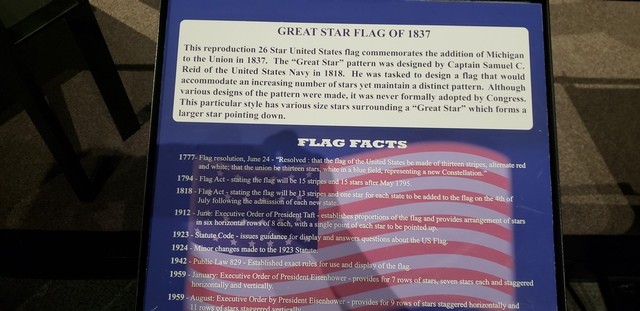 GREAT STAR FLAG OF 1837
This reproduction 26 Star United States flag commemorates the addition of Michigan
to the Union in 1837. The "Great Star" pattern was designed by Captain Samuel C.
Reid of the United States Navy in 1818. He was tasked to design a flag that would
accommodate an increasing number of stars yet maintain a distinct pattern. Although
various designs of the pattern were made, it was never formally adopted by Congress.
This particular style has various size stars surrounding a "Great Star" which forms a
larger star pointing down.
FLAG FACTS
1777- Flag resolution, June 24 - "Resolved : that the flag of the United States be made of thirteen stripes, alternate red
and white; that the union be thirteen stars, white in a blue field, representing a new Constellation."
1794 - Flag Act - stating the flag will be 15 stripes and 15 stars after May 1795.
1818 - Flag Act - stating the flag will be 13 stripes and one star for each state to be added to the flag on the 4th of
July following the admission of each new state.
1912 - June: Executive Order of President Taft - establishes proportions of the flag and provides arrangement of stars
in six horizontal rows of 8 each, with a single point of each star to be pointed up.
1923 - Statute Code - issues guidance for display and answers questions about the US Flag.
1924 - Minor changes made to the 1923 Statute.
1942 - Public Law 829 - Established exact rules for use and display of the flag.
1959 - January: Executive Order of President Eisenhower - provides for 7 rows of stars, seven stars each and staggered
horizontally and vertically.
1959 - August: Executive Order by President Eisenhower - provides for 9 rows of stars staggered horizontally and
11 rows of stars staggered vertically.